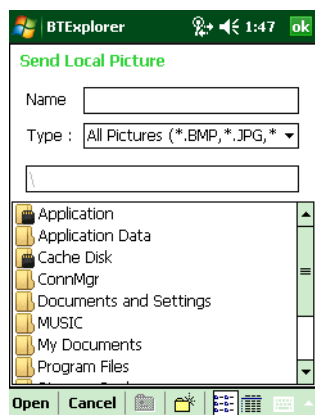 BTExplorer 1:47 ok
Send Local Picture
Name
Type : All Pictures (*.BMP,*.JPG,*
\
Application
Application Data
Cache Disk
ConnMgr
Documents and Settings
MUSIC
My Documents
Program Files
Open Cancel